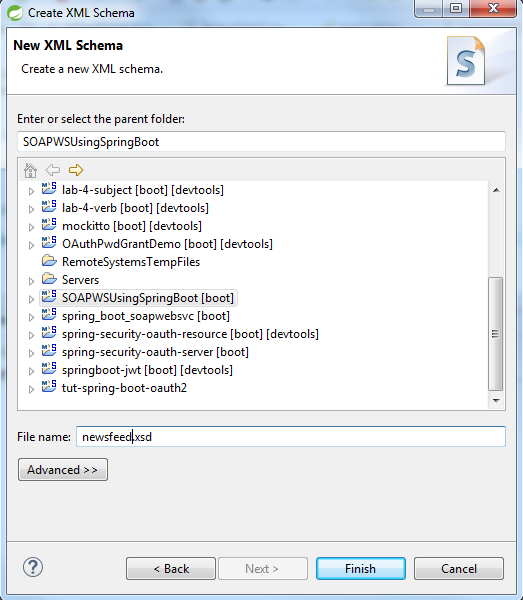 Create XML Schema
New XML Schema
Create a new XML schema.
S
Enter or select the parent folder:
SOAPWSUsingSpringBoot
lab-4-subject [boot] [devtools]
lab-4-verb [boot] [devtools]
mockitto [boot] [devtools]
OAuthPwdGrantDemo [boot] [devtools]
RemoteSystemsTempFiles
Servers
SOAPWSUsingSpringBoot [boot]
spring_boot_soapwebsvc [boot]
spring-security-oauth-resource [boot] [devtools]
spring-security-oauth-server [boot]
springboot-jwt [boot] [devtools]
tut-spring-boot-oauth2
File name: newsfeed.xsd
Advanced >>
? < Back Next > Finish Cancel